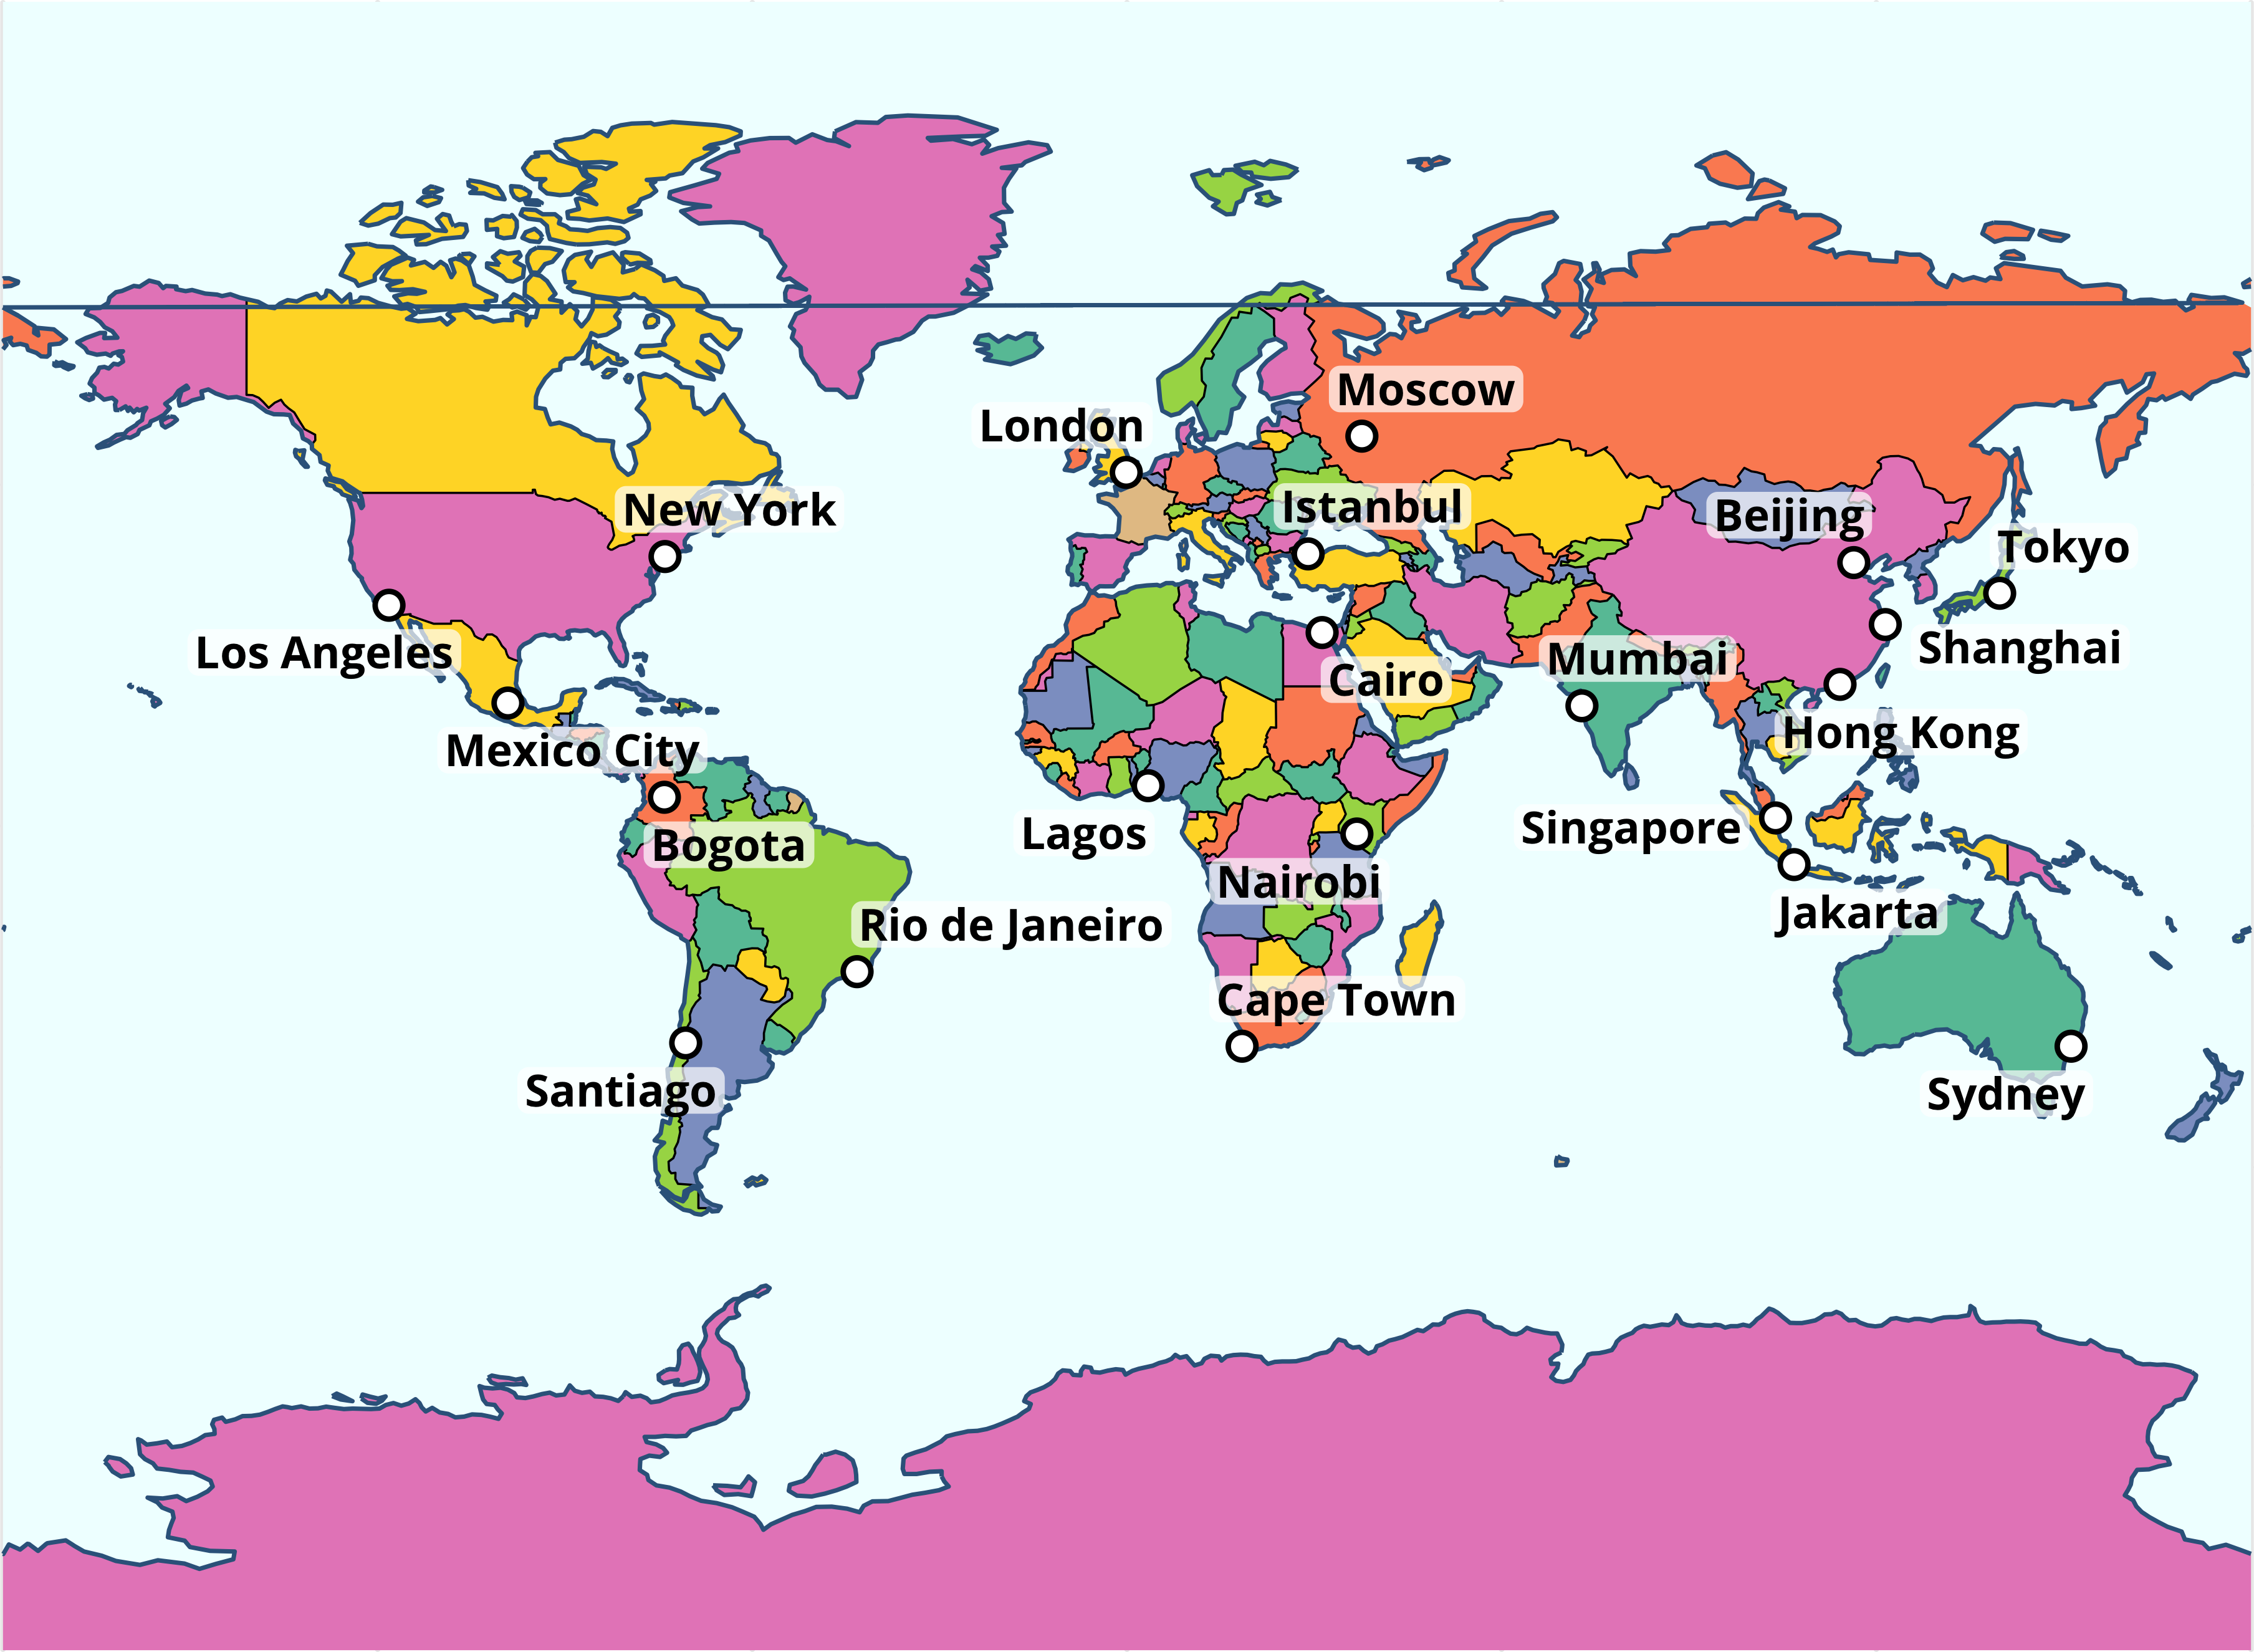 Moscow
London
New York
Istanbul
Beijing
Tokyo
Los Angeles
Shanghai
Mumbai
Cairo
Hong Kong
Mexico City
Singapore
Lagos
Bogota
Nairobi
Jakarta
Rio de Janeiro
Cape Town
Santiago
Sydney